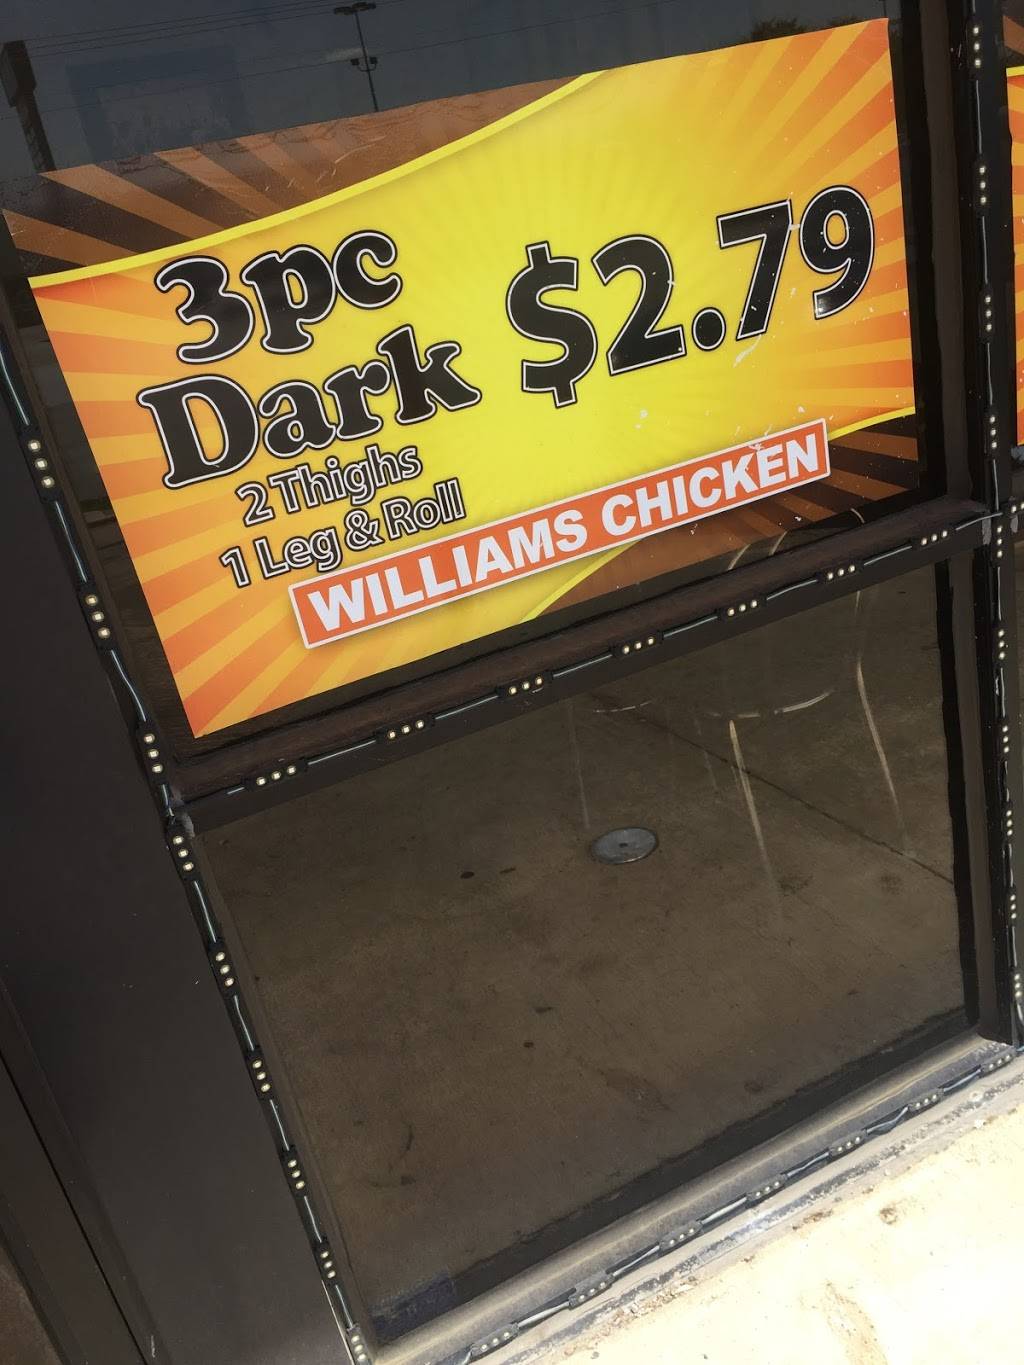 3pc
Dark
$2.79
2 Thighs
1 Leg & Roll
WILLIAMS CHICKEN